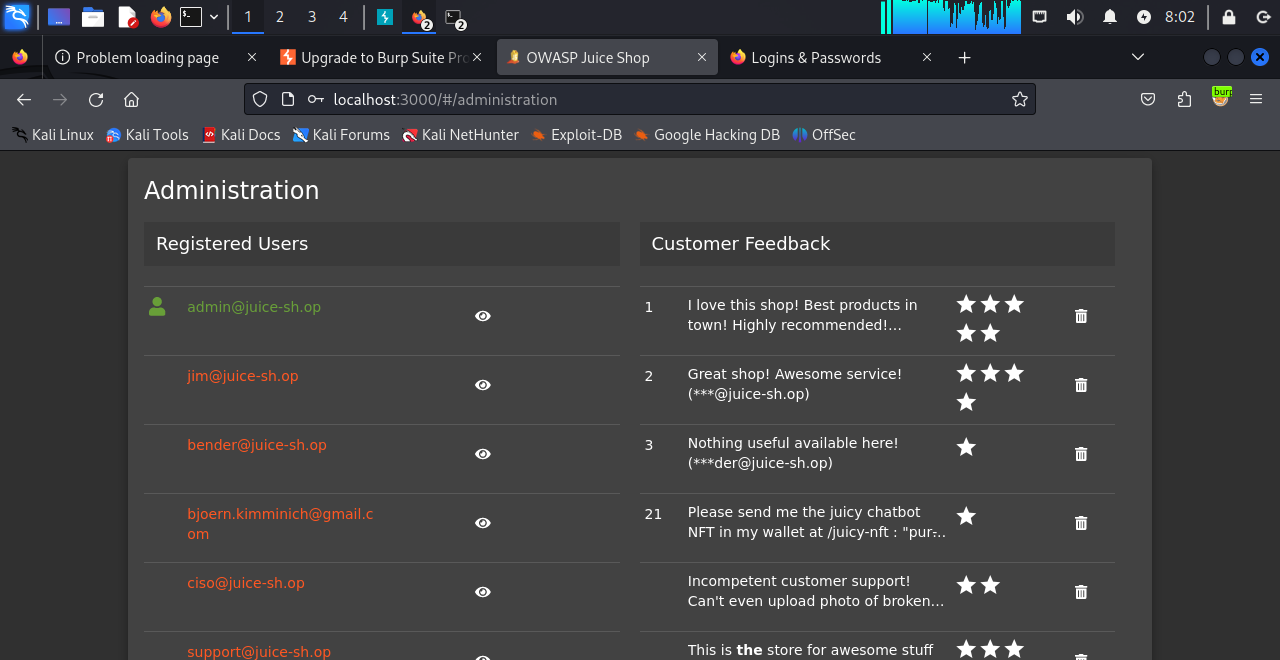 1 2 3 4 2 2 8:02
Problem loading page Upgrade to Burp Suite Pro OWASP Juice Shop Logins & Passwords
localhost:3000/#/administration burp
Kali Linux Kali Tools Kali Docs Kali Forums Kali NetHunter Exploit-DB Google Hacking DB OffSec
Administration
Registered Users
admin@juice-sh.op
jim@juice-sh.op
bender@juice-sh.op
bjoern.kimminich@gmail.c
om
ciso@juice-sh.op
support@juice-sh.op
Customer Feedback
1 I love this shop! Best products in
town! Highly recommended!...
2 Great shop! Awesome service!
(***@juice-sh.op)
3 Nothing useful available here!
(***der@juice-sh.op)
21 Please send me the juicy chatbot
NFT in my wallet at /juicy-nft : "pur-...
Incompetent customer support!
Can't even upload photo of broken...
This is the store for awesome stuff